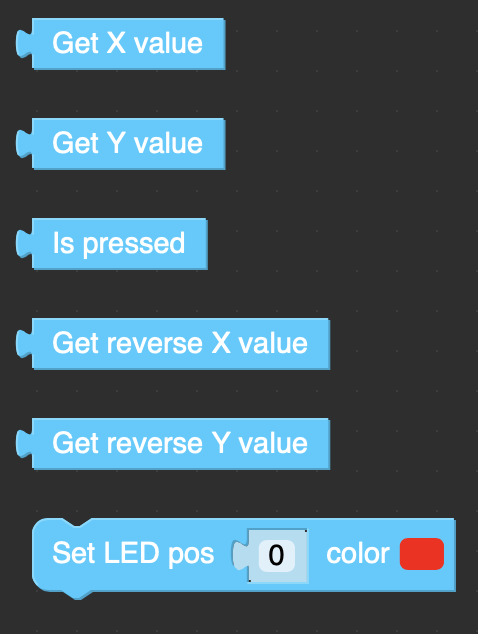 Get X value
Get Y value
Is pressed
Get reverse X value
Get reverse Y value
Set LED pos 0 color